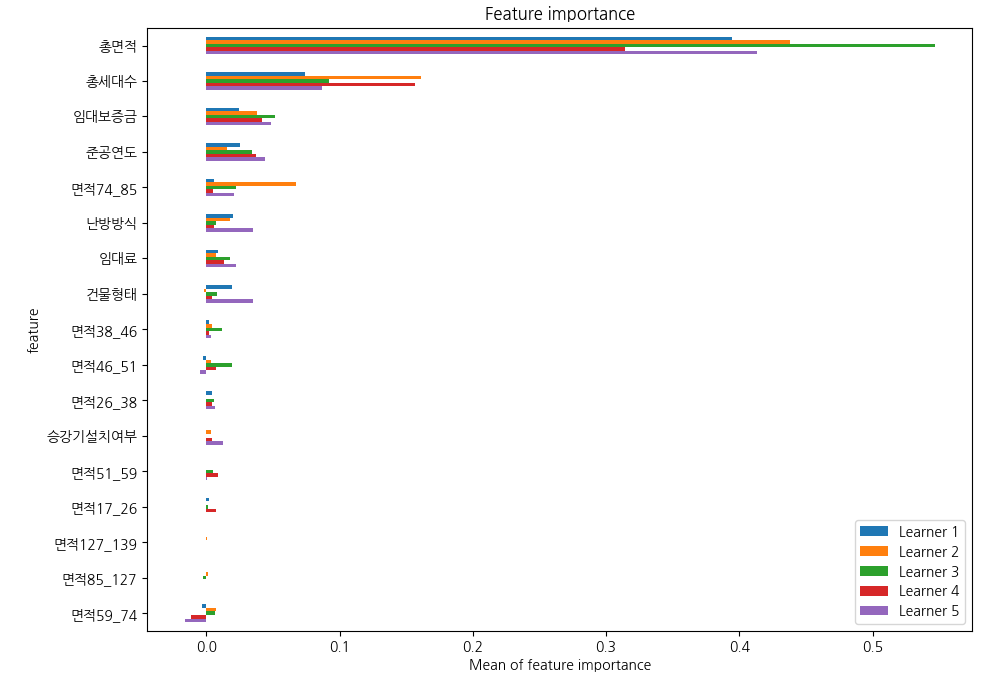 Feature importance
총면적
총세대수
임대보증금
준공연도
면적74_85
난방방식
임대료
건물형태
면적38_46
면적46_51
면적26_38
승강기설치여부
면적51_59
면적17_26
면적127_139
면적85_127
면적59_74
feature
0.0 0.1 0.2 0.3 0.4 0.5
Mean of feature importance
Learner 1
Learner 2
Learner 3
Learner 4
Learner 5